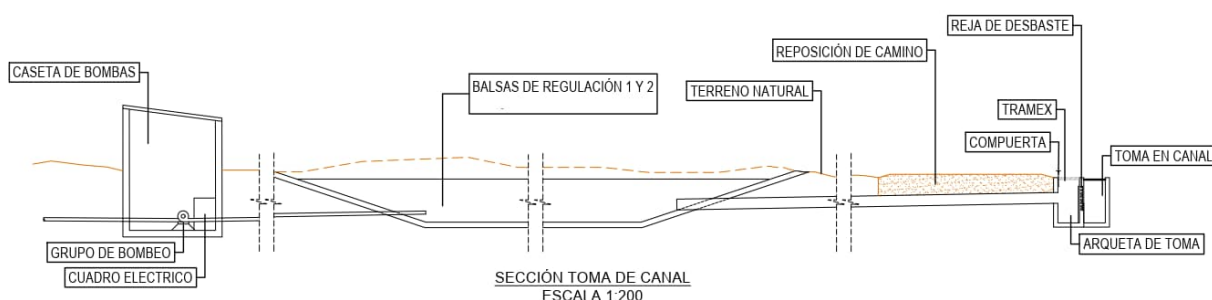 REJA DE DESBASTE
REPOSICIÓN DE CAMINO
CASETA DE BOMBAS
BALSAS DE REGULACIÓN 1 Y 2
TERRENO NATURAL
TRAMEX
COMPUERTA
TOMA EN CANAL
GRUPO DE BOMBEO
ARQUETA DE TOMA
CUADRO ELECTRICO
SECCIÓN TOMA DE CANAL
ESCALA 1:200